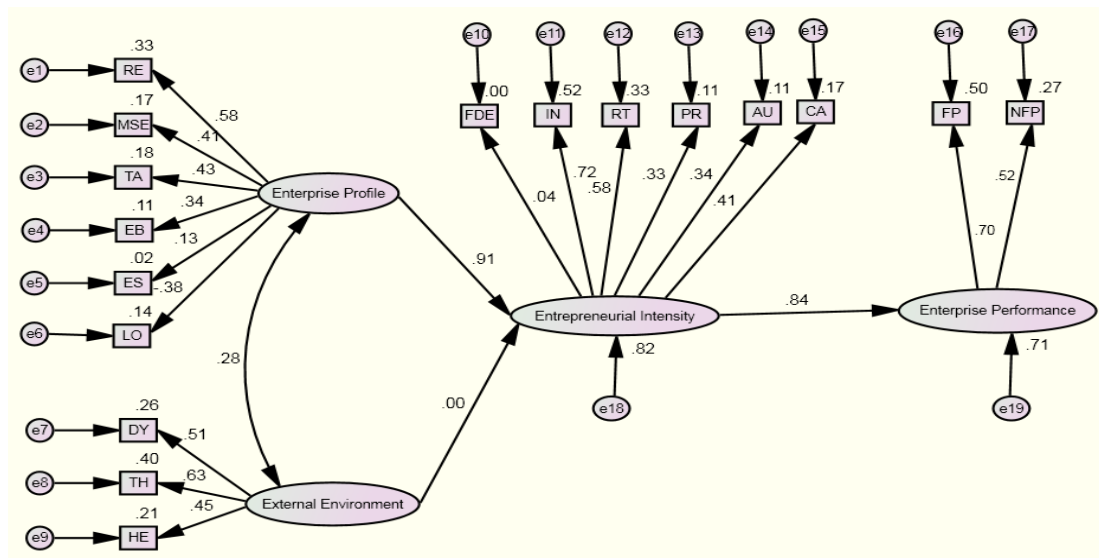 e10
e11
e12
e13
e14
e15
e16
e17
.00
.52
.33
.11
.11
.17
.50
.27
FDE
IN
RT
PR
AU
CA
FP
NFP
.33
e1
RE
.58
.17
e2
MSE
.41
.18
e3
TA
.43
.11
e4
EB
.34
.02
e5
ES
.13
.14
e6
LO
-.38
Enterprise Profile
.04
.72
.58
.33
.34
.41
.70
.52
.91
Entrepreneurial Intensity
.82
e18
.84
Enterprise Performance
.71
e19
.28
.00
.26
e7
DY
.51
.40
e8
TH
.63
.21
e9
HE
.45
External Environment